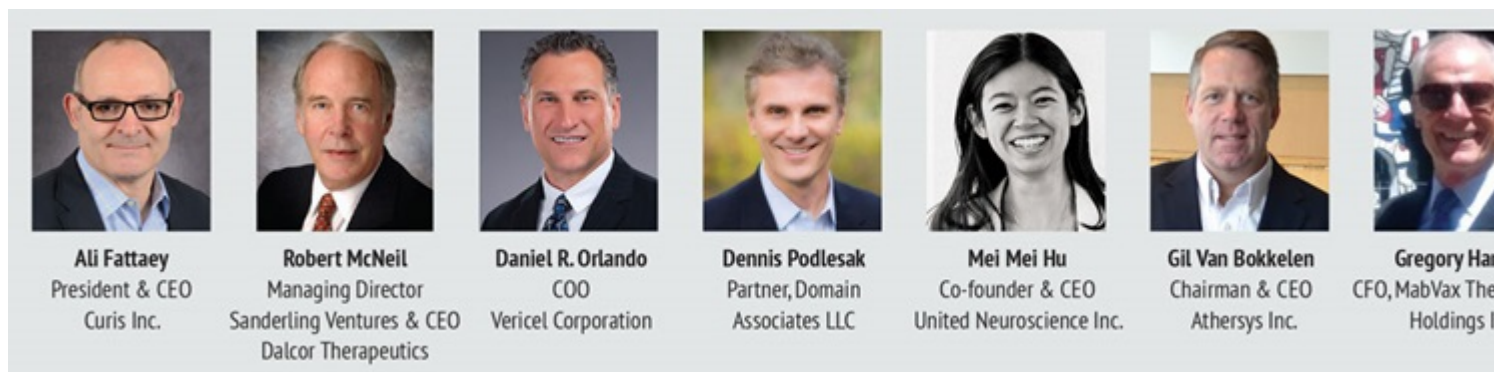 Ali Fattaey
President & CEO
Curis Inc.
Robert McNeil
Managing Director
Sanderling Ventures & CEO
Dalcor Therapeutics
Daniel R. Orlando
COO
Vericel Corporation
Dennis Podlesak
Partner, Domain
Associates LLC
Mei Mei Hu
Co-founder & CEO
United Neuroscience Inc.
Gil Van Bokkelen
Chairman & CEO
Athersys Inc.
Gregory
CFO, MabVax
Holdings